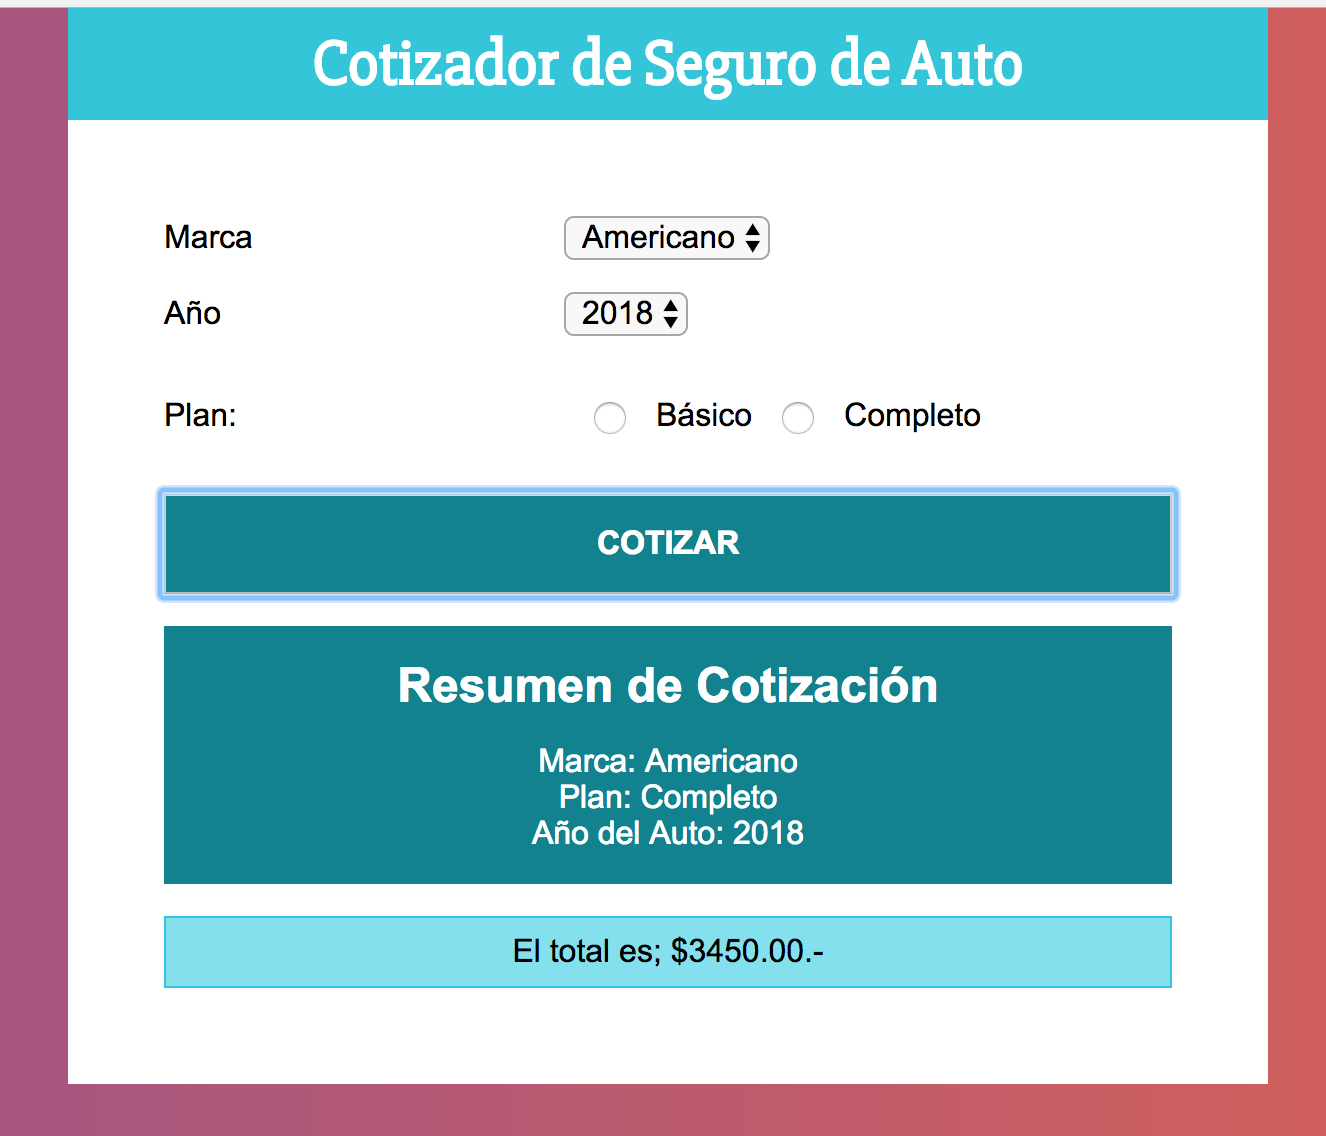 Cotizador de Seguro de Auto
Marca Americano
Año 2018
Plan: Básico Completo
COTIZAR
Resumen de Cotización
Marca: Americano
Plan: Completo
Año del Auto: 2018
El total es; $3450.00.-